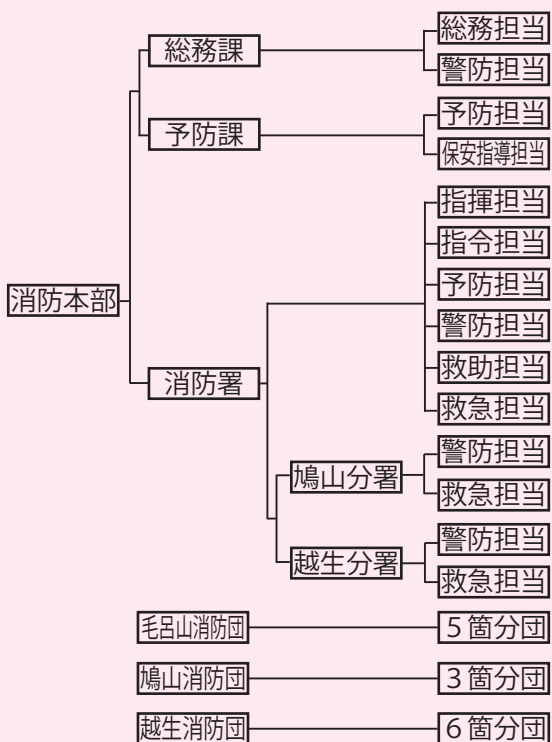 消防本部
総務課
総務担当
警防担当
予防課
予防担当
保安指導担当
消防署
指揮担当
指令担当
予防担当
警防担当
救助担当
救急担当
鳩山分署
警防担当
救急担当
越生分署
警防担当
救急担当
毛呂山消防団
５箇分団
鳩山消防団
３箇分団
越生消防団
６箇分団